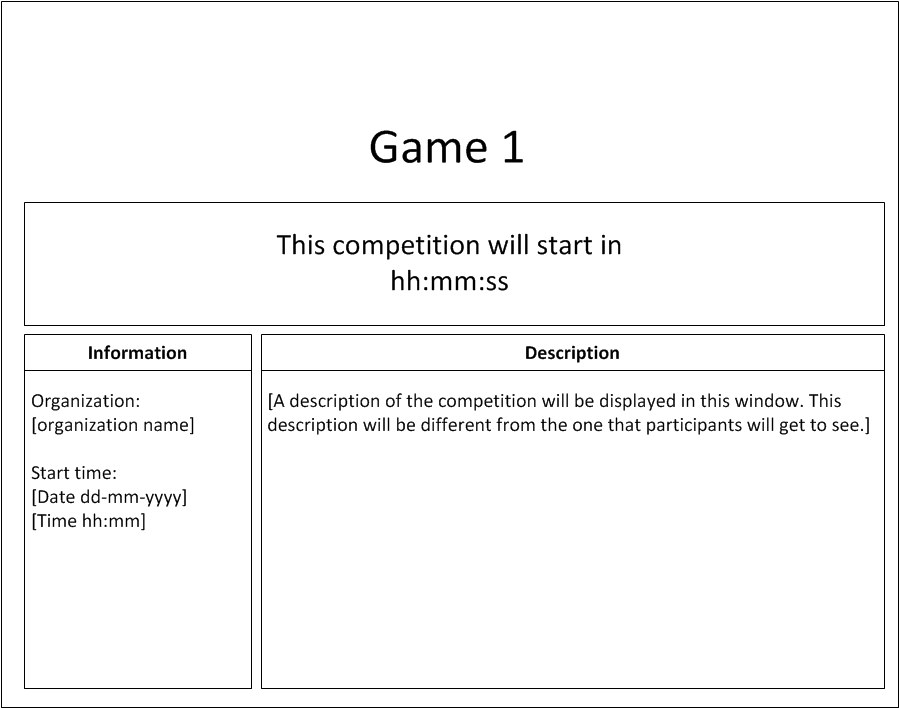 Game 1
This competition will start in
hh:mm:ss
Information
Organization:
[organization name]
Start time:
[Date dd-mm-yyyy]
[Time hh:mm]
Description
[A description of the competition will be displayed in this window. This
description will be different from the one that participants will get to see.]